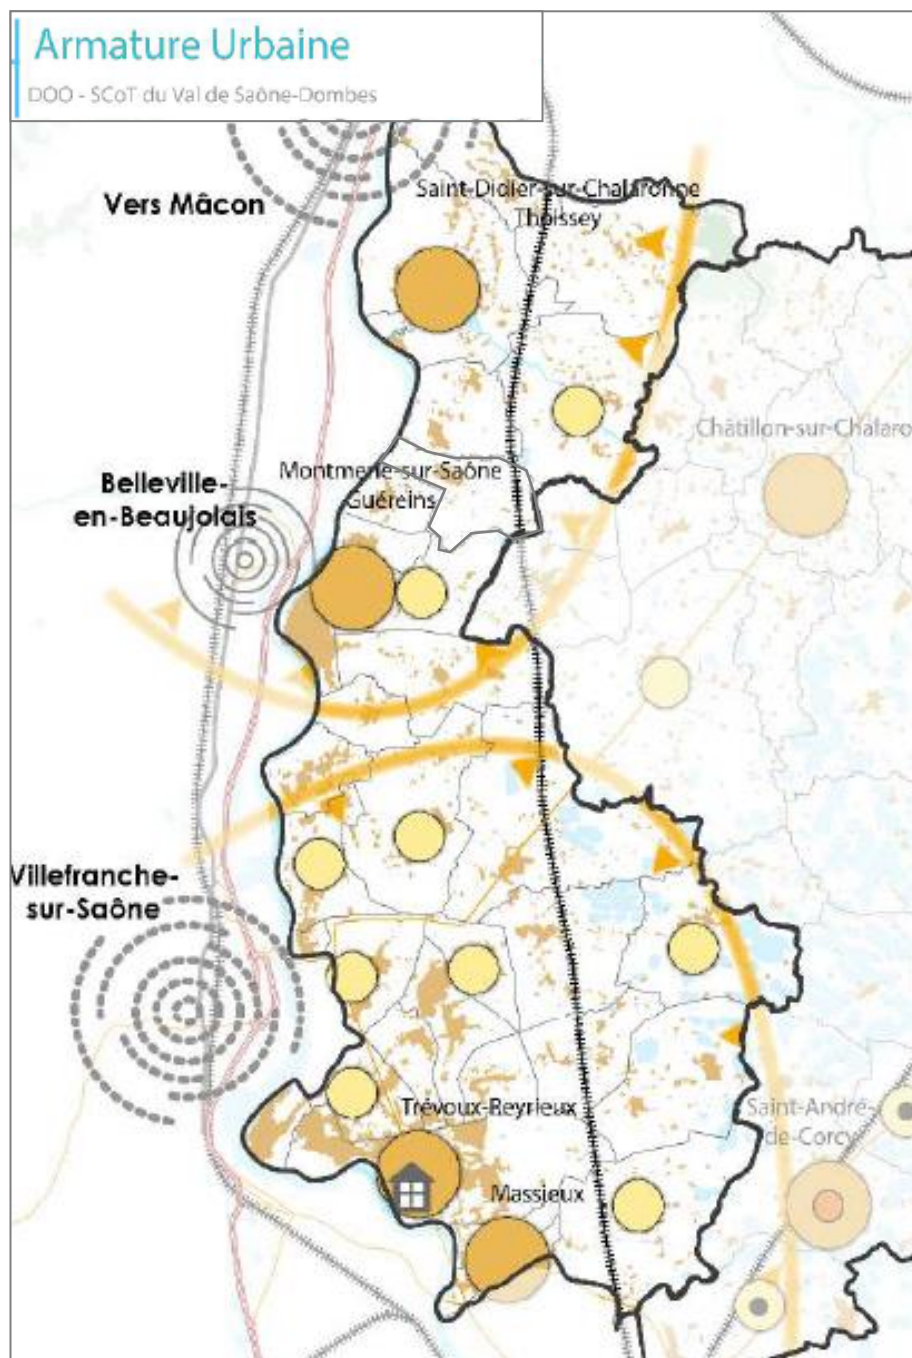 Armature Urbaine
DOO - SCoT du Val de Saône-Dombes
Vers Mâcon
Saint-Didier-sur-Chalaronne
Thoissey
Châtillon-sur-Chalaro
Montmerle-sur-Saône
Guéreins
Belleville-
en-Beaujolais
Villefranche-
sur-Saône
Trévoux-Reyrieux
Saint-André-
de-Corcy
Massieux